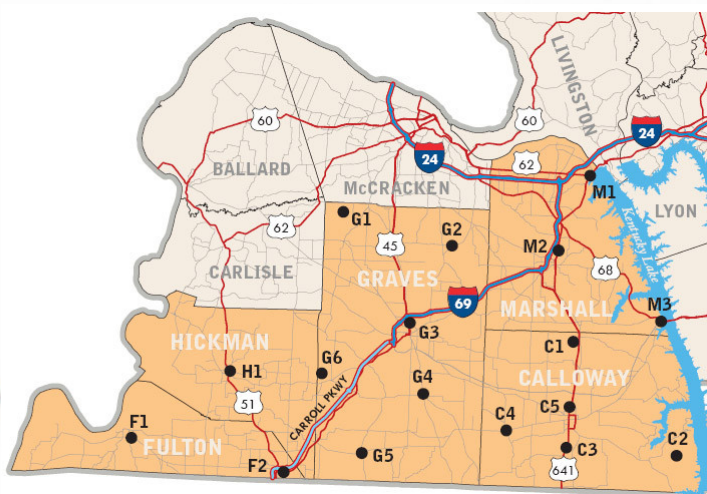 LIVINGSTON
60
60
24
24
62
BALLARD
McCRACKEN
M1
G1
LYON
62
45
G2
Kentucky Lake
M2
CARLISLE
GRAVES
68
69
MARSHALL
M3
HICKMAN
G3
C1
H1
G6
CALLOWAY
G4
51
CARROLL PKWY
C5
F1
C4
FULTON
C3
C2
G5
F2
641